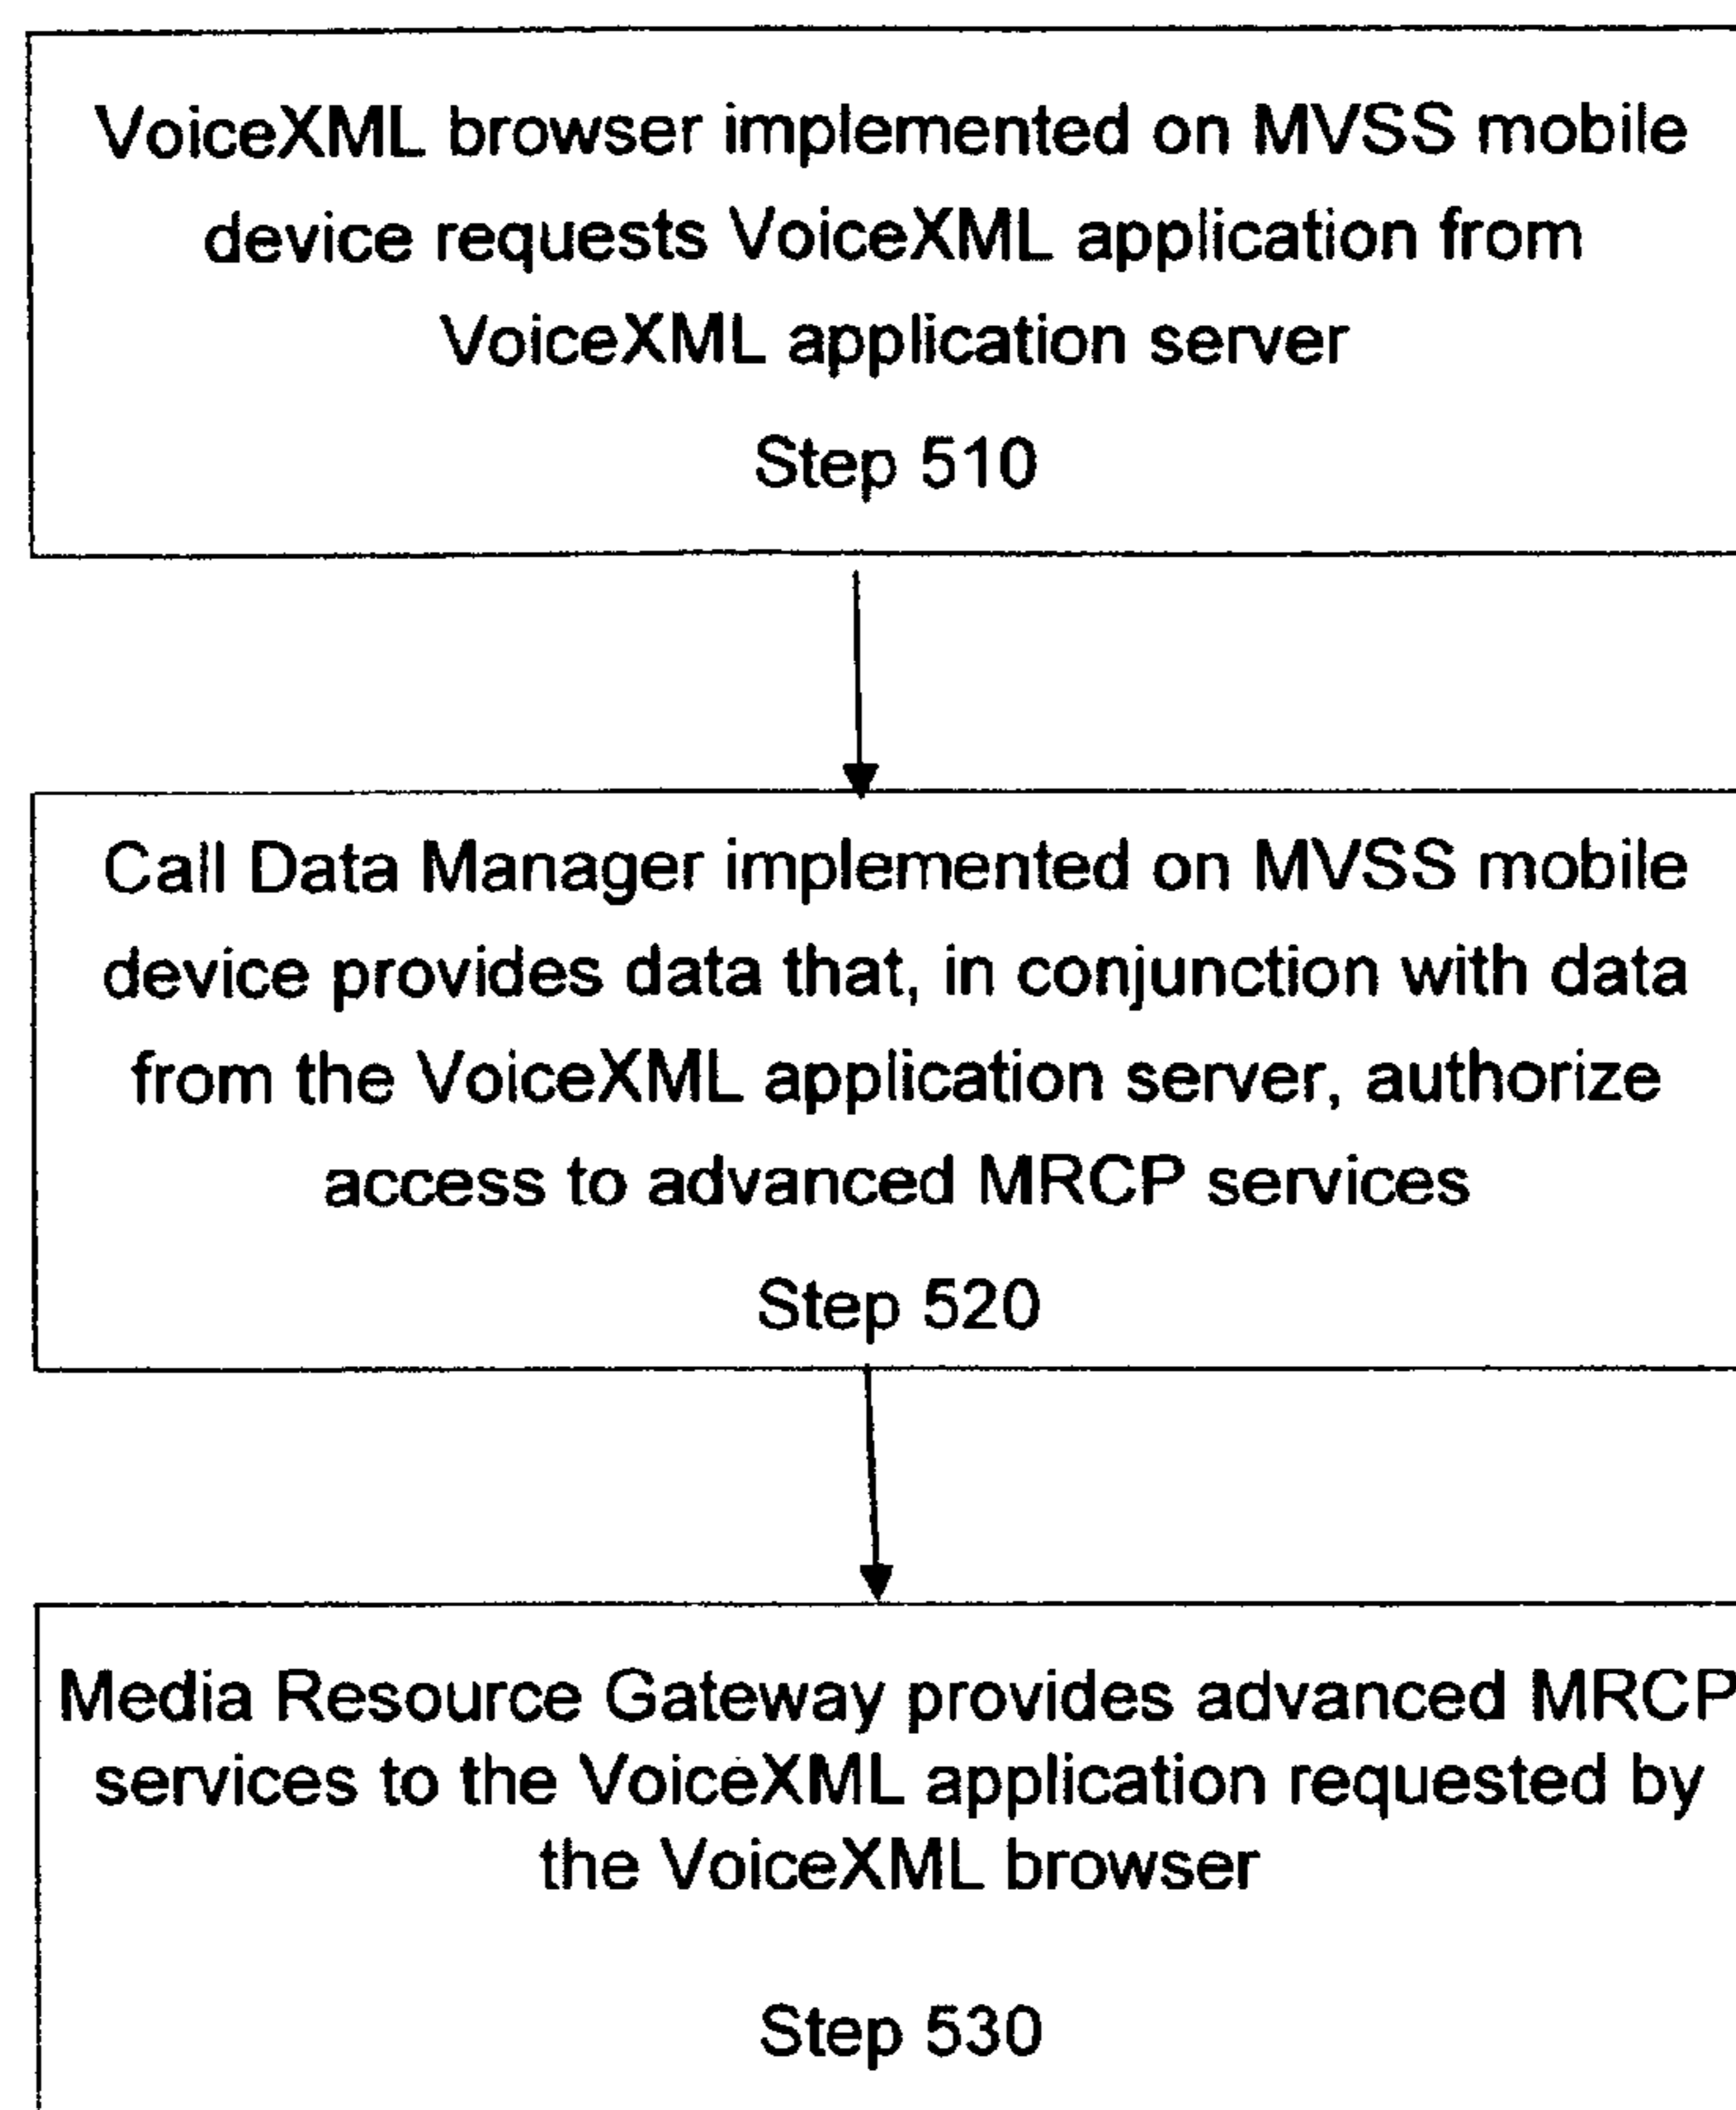 VoiceXML browser implemented on MVSS mobile
device requests VoiceXML application from
VoiceXML application server
Step 510
Call Data Manager implemented on MVSS mobile
device provides data that, in conjunction with data
from the VoiceXML application server, authorize
access to advanced MRCP services
Step 520
Media Resource Gateway provides advanced MRCP
services to the VoiceXML application requested by
the VoiceXML browser
Step 530